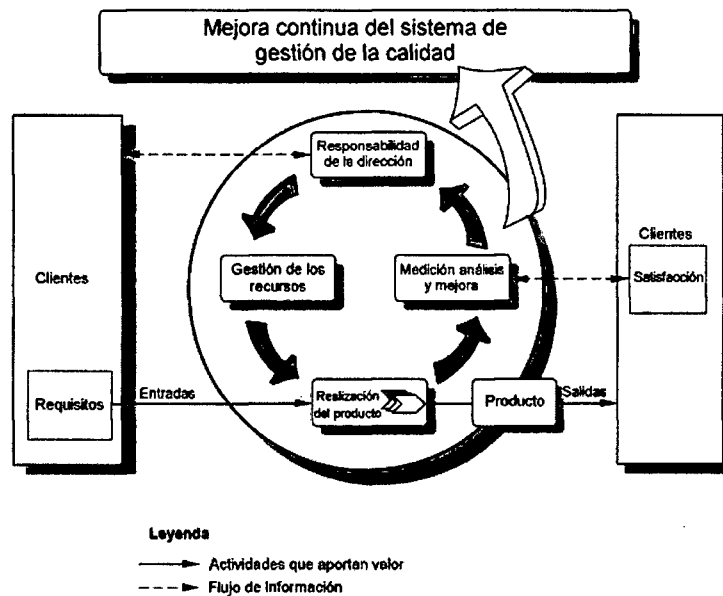 Mejora continua del sistema de
gestión de la calidad
Responsabilidad
de la dirección
Clientes
Gestión de los
recursos
Medición análisis
y mejora
Clientes
Satisfacción
Requisitos
Entradas
Realización
del producto
Producto
Salidas
Leyenda
Actividades que aportan valor
Flujo de información